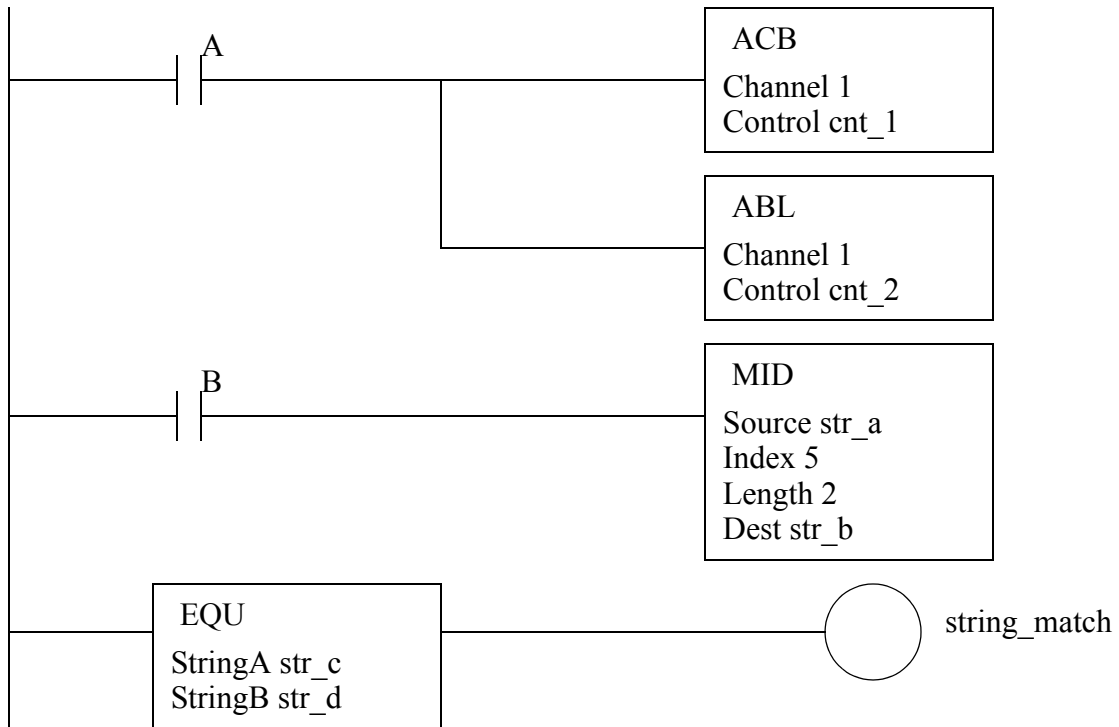 A
ACB
Channel 1
Control cnt_1
ABL
Channel 1
Control cnt_2
B
MID
Source str_a
Index 5
Length 2
Dest str_b
EQU
StringA str_c
StringB str_d
string_match